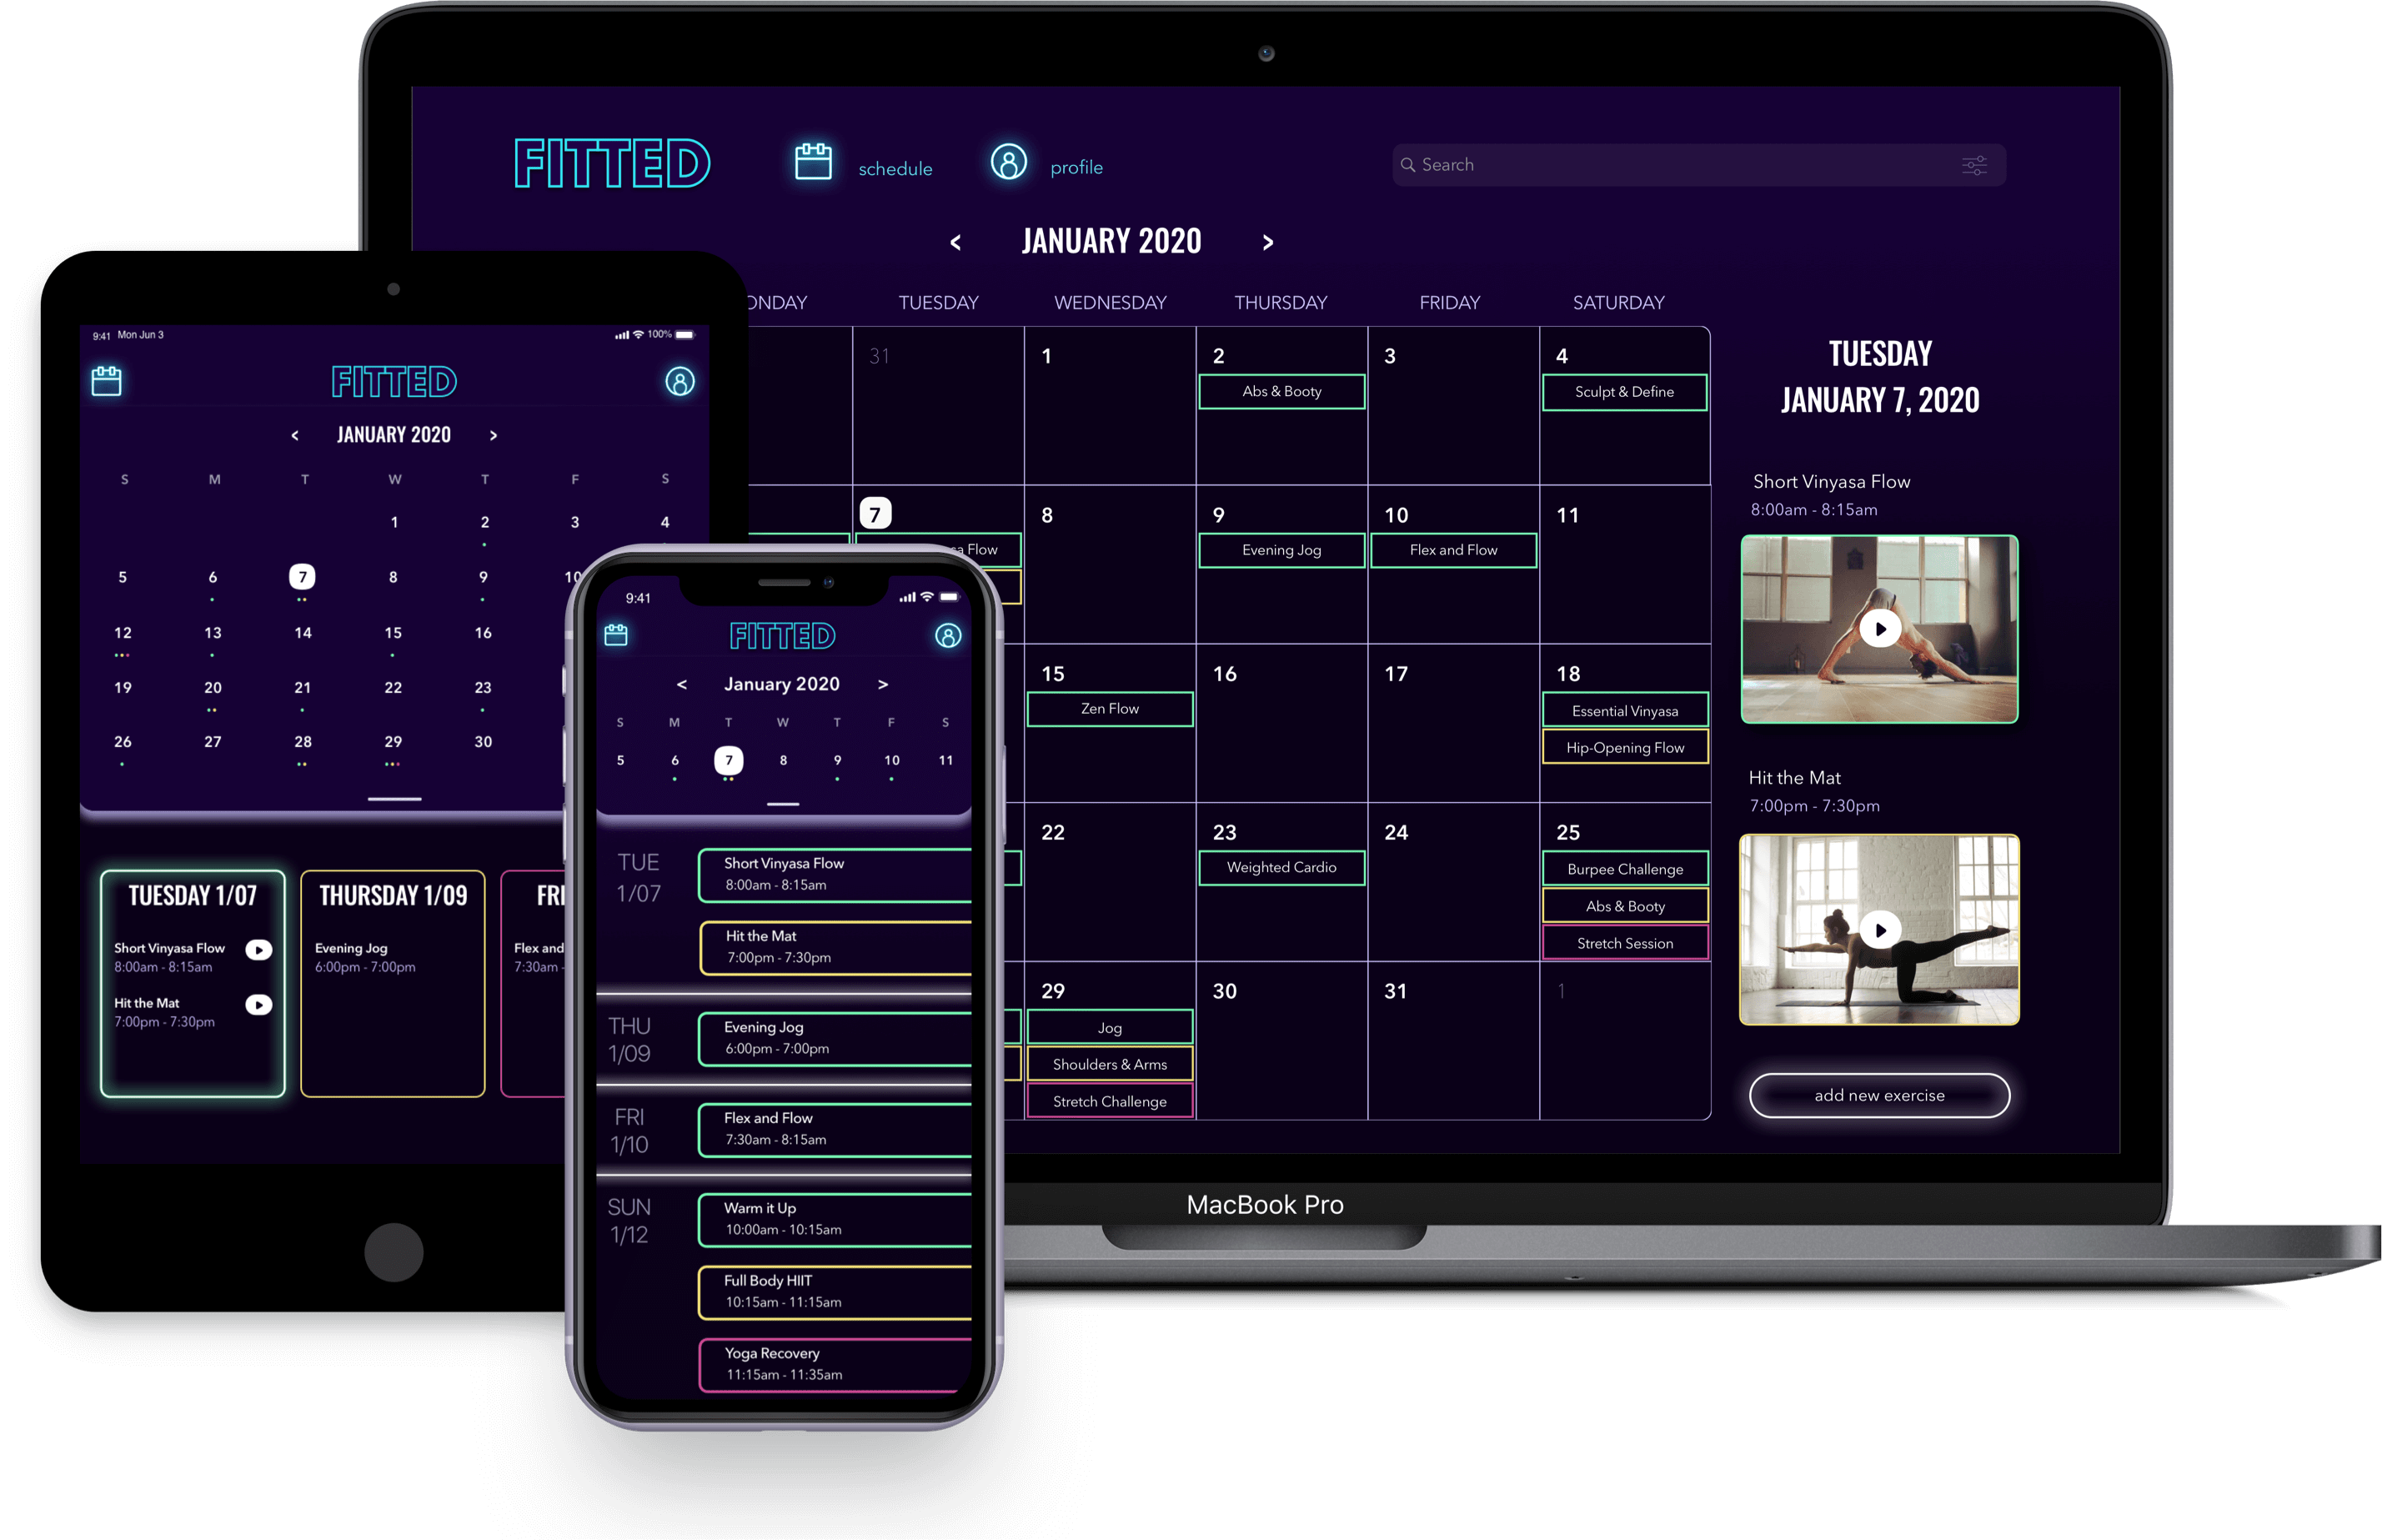 FITTED
schedule
profile
Search
< JANUARY 2020 >
TUESDAY WEDNESDAY THURSDAY FRIDAY SATURDAY
31 1 2 3 4
Abs & Booty Sculpt & Define
7 8 9 10 11
Flow Evening Jog Flex and Flow
15 16 17 18
Zen Flow Essential Vinyasa
Hip-Opening Flow
22 23 24 25
Weighted Cardio Burpee Challenge
Abs & Booty
Stretch Session
29 30 31 1
Jog
Shoulders & Arms
Stretch Challenge
TUESDAY
JANUARY 7, 2020
Short Vinyasa Flow
8:00am - 8:15am
Hit the Mat
7:00pm - 7:30pm
add new exercise
MacBook Pro
9:41 Mon Jun 3 100%
FITTED
< JANUARY 2020 >
S M T W T F S
1 2 3 4
5 6 7 8 9 10
12 13 14 15 16
19 20 21 22 23
26 27 28 29 30
TUESDAY 1/07
Short Vinyasa Flow
8:00am - 8:15am
Hit the Mat
7:00pm - 7:30pm
THURSDAY 1/09
Evening Jog
6:00pm - 7:00pm
FRI
Flex and
7:30am -
9:41
FITTED
< January 2020 >
S M T W T F S
5 6 7 8 9 10 11
TUE
1/07
Short Vinyasa Flow
8:00am - 8:15am
Hit the Mat
7:00pm - 7:30pm
THU
1/09
Evening Jog
6:00pm - 7:00pm
FRI
1/10
Flex and Flow
7:30am - 8:15am
SUN
1/12
Warm it Up
10:00am - 10:15am
Full Body HIIT
10:15am - 11:15am
Yoga Recovery
11:15am - 11:35am